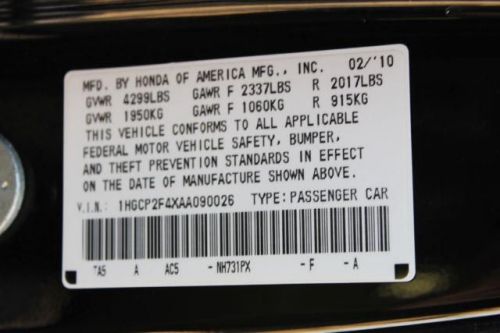 MFD. BY HONDA OF AMERICA MFG., INC. 02/'10
GVWR 4299LBS GAWR F 2337LBS R 2017LBS
GVWR 1950KG GAWR F 1060KG R 915KG
THIS VEHICLE CONFORMS TO ALL APPLICABLE
FEDERAL MOTOR VEHICLE SAFETY, BUMPER,
AND THEFT PREVENTION STANDARDS IN EFFECT
ON THE DATE OF MANUFACTURE SHOWN ABOVE.
V.I.N.: 1HGCP2F4XAA090026 TYPE: PASSENGER CAR
TA5 A AC5 - NH731PX - F - A